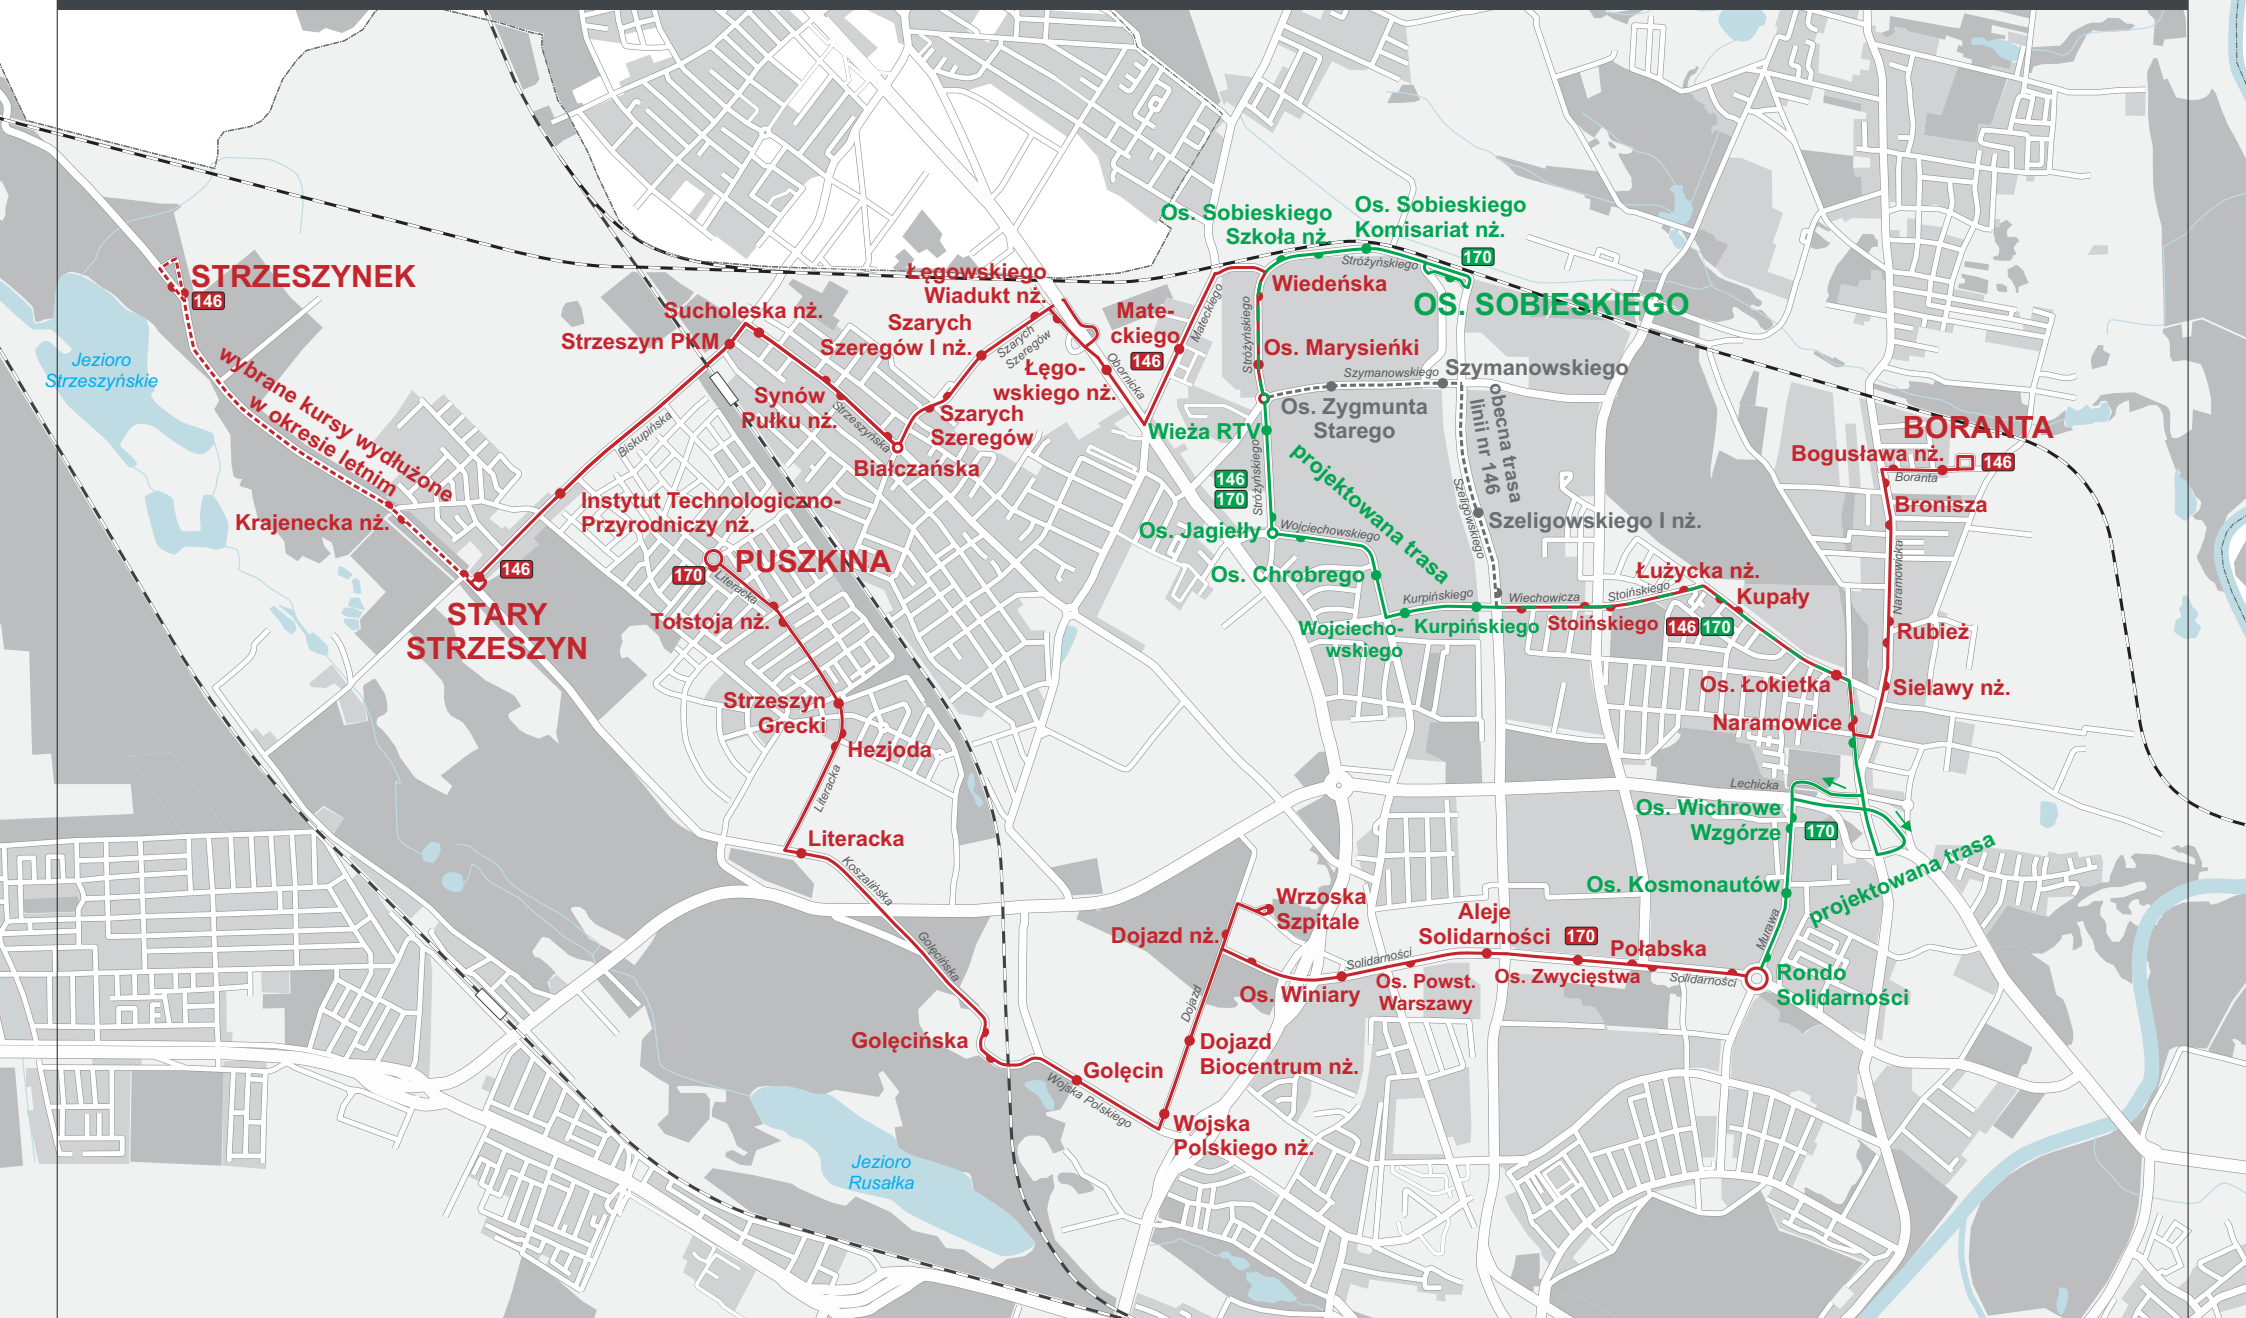 Os. Sobieskiego
Szkoła nż.
Os. Sobieskiego
Komisariat nż.
170
Stróżyńskiego
OS. SOBIESKIEGO
Wiedeńska
STRZESZYNEK
146
Łęgowskiego
Wiadukt nż.
Sucholeska nż.
Strzeszyn PKM
Szarych
Szeregów I nż.
Szarych
Szeregów
Mate-
ckiego
146
Mateckiego
Stróżyńskiego
Os. Marysieńki
Łęgo-
wskiego nż.
Obornicka
Jezioro
Strzeszyńskie
wybrane kursy wydłużone
w okresie letnim
Synów
Pułku nż.
Strzeszyńska
Szarych
Szeregów
Białczańska
Biskupińska
Szymanowskiego
Szymanowskiego
Os. Zygmunta
Starego
obecna trasa
linii nr 146
Wieża RTV
Stróżyńskiego
146
170
projektowana trasa
Szeligowskiego
Szeligowskiego I nż.
BORANTA
Bogusława nż.
146
Boranta
Bronisza
Naramowicka
Krajenecka nż.
Instytut Technologiczno-
Przyrodniczy nż.
146
STARY
STRZESZYN
PUSZKINA
170
Literacka
Tołstoja nż.
Os. Jagiełły
Wojciechowskiego
Os. Chrobrego
Kurpińskiego
Wiechowicza
Stoińskiego
Łużycka nż.
Kupały
Wojciecho-
wskiego
Kurpińskiego
Stoińskiego
146
170
Rubież
Os. Łokietka
Sielawy nż.
Naramowice
Strzeszyn
Grecki
Hezjoda
Literacka
Literacka
Koszalińska
Lechicka
Os. Wichrowe
Wzgórze
170
projektowana trasa
Os. Kosmonautów
Murawa
Wrzoska
Szpitale
Dojazd nż.
Aleje
Solidarności
170
Połabska
Solidarności
Os. Winiary
Os. Powst.
Warszawy
Os. Zwycięstwa
Solidarności
Rondo
Solidarności
Golęcińska
Golęcińska
Dojazd
Dojazd
Biocentrum nż.
Golęcin
Wojska Polskiego
Wojska
Polskiego nż.
Jezioro
Rusałka